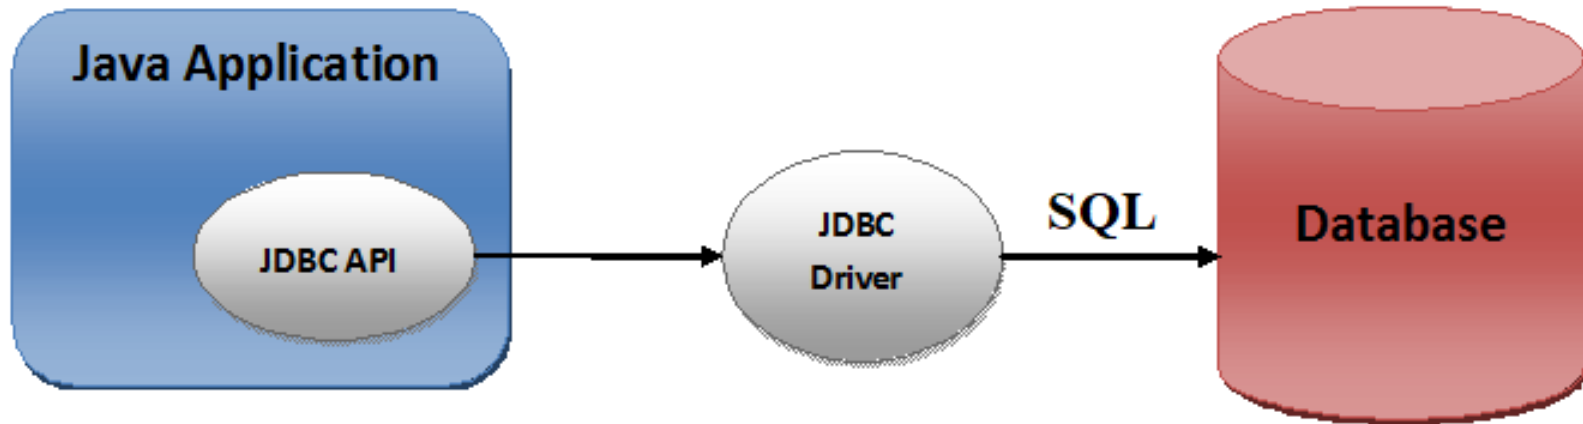 Java Application
JDBC API
JDBC
Driver
SQL
Database